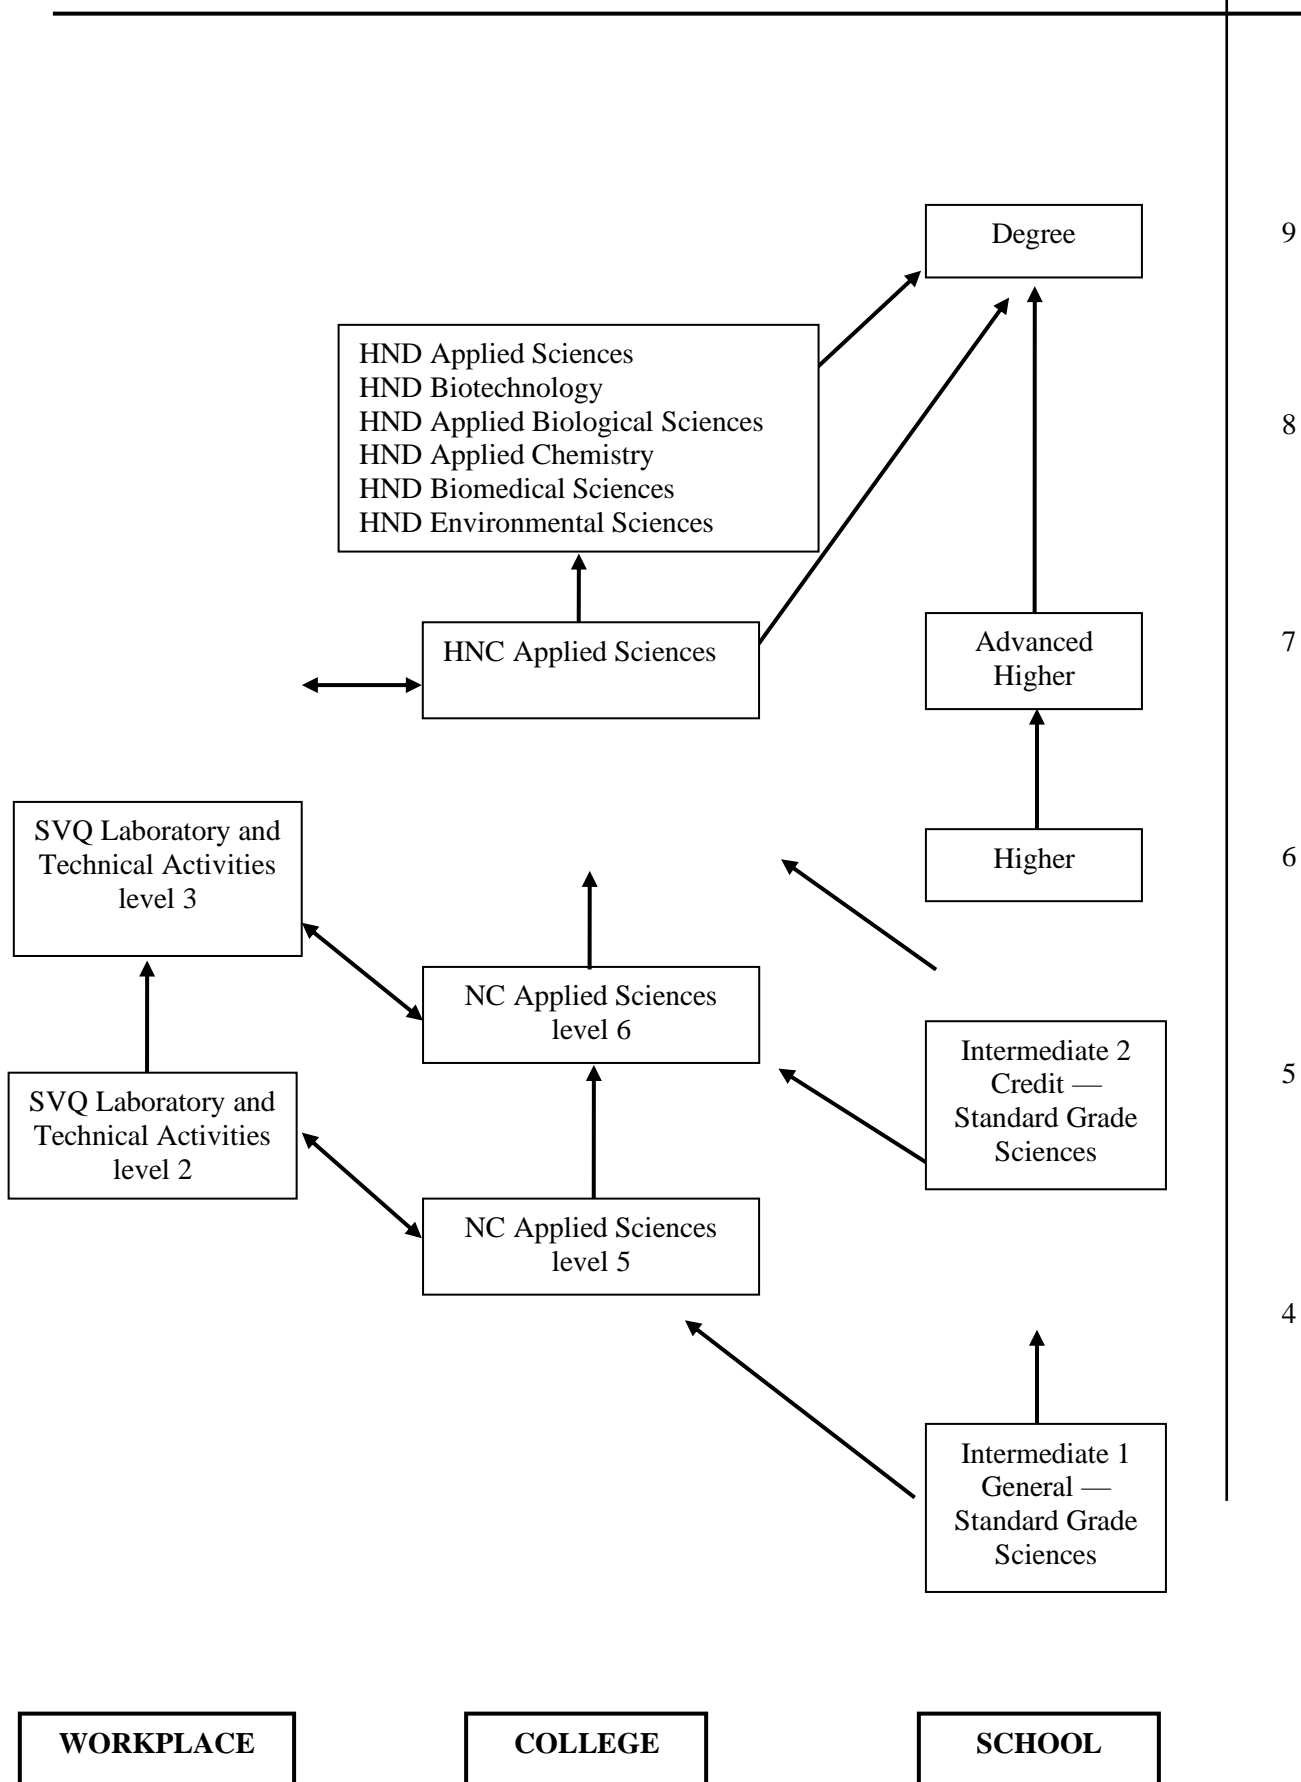 Degree
9
HND Applied Sciences
HND Biotechnology
HND Applied Biological Sciences
HND Applied Chemistry
HND Biomedical Sciences
HND Environmental Sciences
8
HNC Applied Sciences
Advanced
Higher
7
SVQ Laboratory and
Technical Activities
level 3
Higher
6
NC Applied Sciences
level 6
Intermediate 2
Credit —
Standard Grade
Sciences
5
SVQ Laboratory and
Technical Activities
level 2
NC Applied Sciences
level 5
4
Intermediate 1
General —
Standard Grade
Sciences
WORKPLACE
COLLEGE
SCHOOL